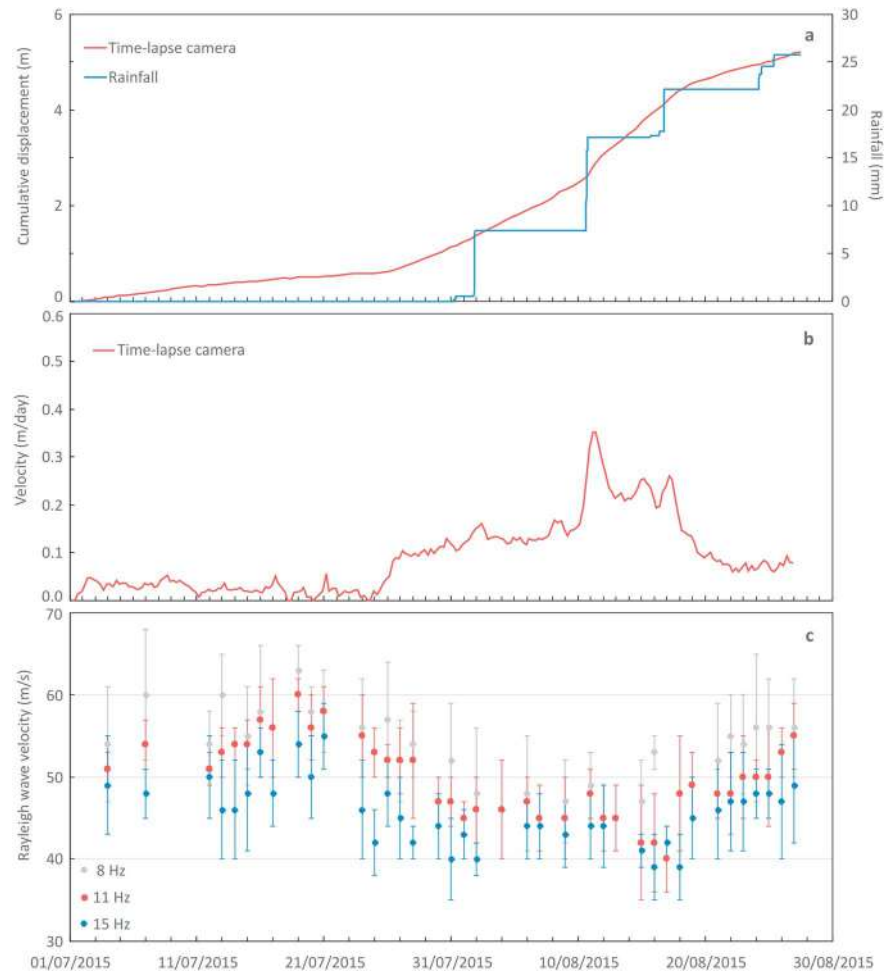 6
30
a
Time-lapse camera
Rainfall
25
4
20
Cumulative displacement (m)
15
Rainfall (mm)
2
10
5
0
0
0.6
b
Time-lapse camera
0.5
0.4
Velocity (m/day)
0.3
0.2
0.1
0.0
70
c
60
Rayleigh wave velocity (m/s)
50
40
8 Hz
11 Hz
15 Hz
30
01/07/2015 11/07/2015 21/07/2015 31/07/2015 10/08/2015 20/08/2015 30/08/2015